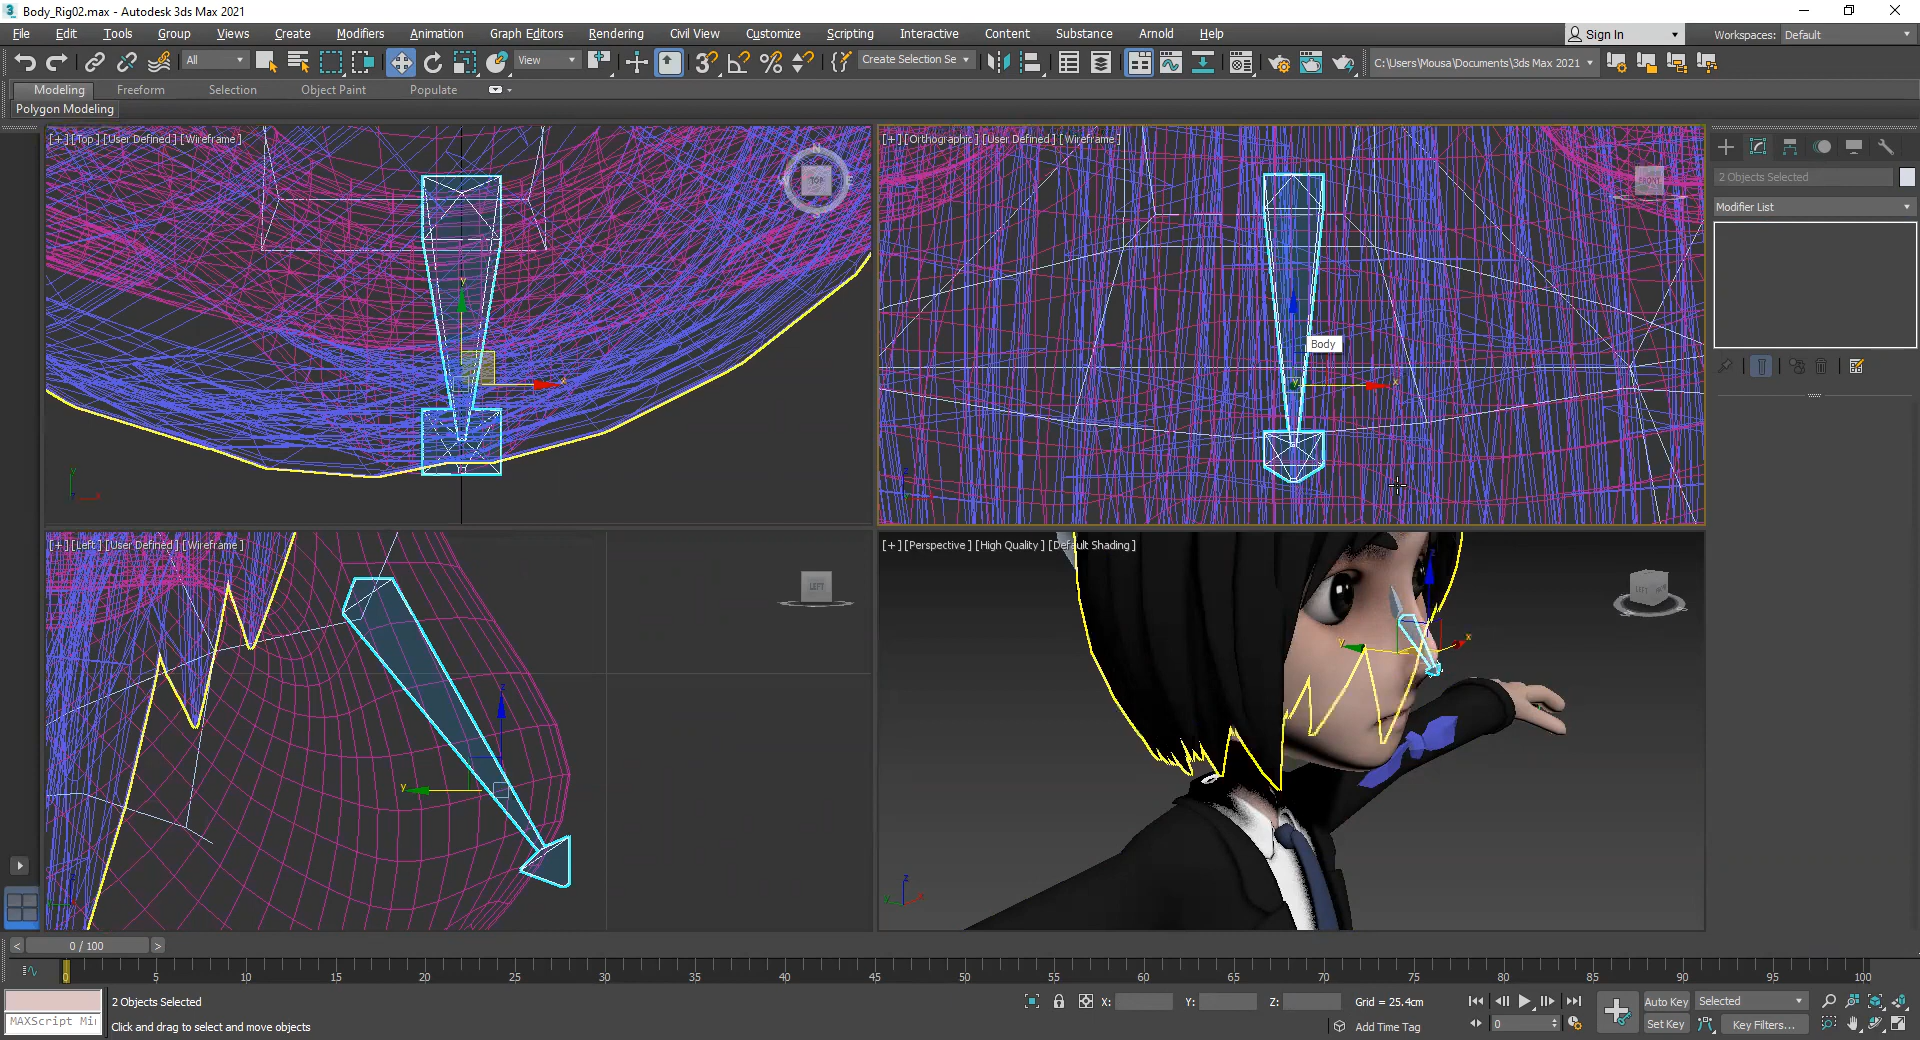 Body_Rig02.max - Autodesk 3ds Max 2021
File Edit Tools Group Views Create Modifiers Animation Graph Editors Rendering Civil View Customize Scripting Interactive Content Substance Arnold Help Sign In Workspaces: Default
All View Create Selection Se C:\Users\Mousa\Documents\3ds Max 2021
Modeling Freeform Selection Object Paint Populate
Polygon Modeling
[+] [Top] [User Defined] [Wireframe]
[+] [Orthographic] [User Defined] [Wireframe]
N
TOP
FRONT
2 Objects Selected
Modifier List
y
x
Body
y
x
[+] [Left] [User Defined] [Wireframe]
[+] [Perspective] [High Quality] [Default Shading]
LEFT
LEFT
z
y
y
x
z
< 0 / 100 >
0 5 10 15 20 25 30 35 40 45 50 55 60 65 70 75 80 85 90 95 100
2 Objects Selected X: Y: Z: Grid = 25.4cm Auto Key Selected
MAXScript Mi
Click and drag to select and move objects Add Time Tag 0 Set Key Key Filters...